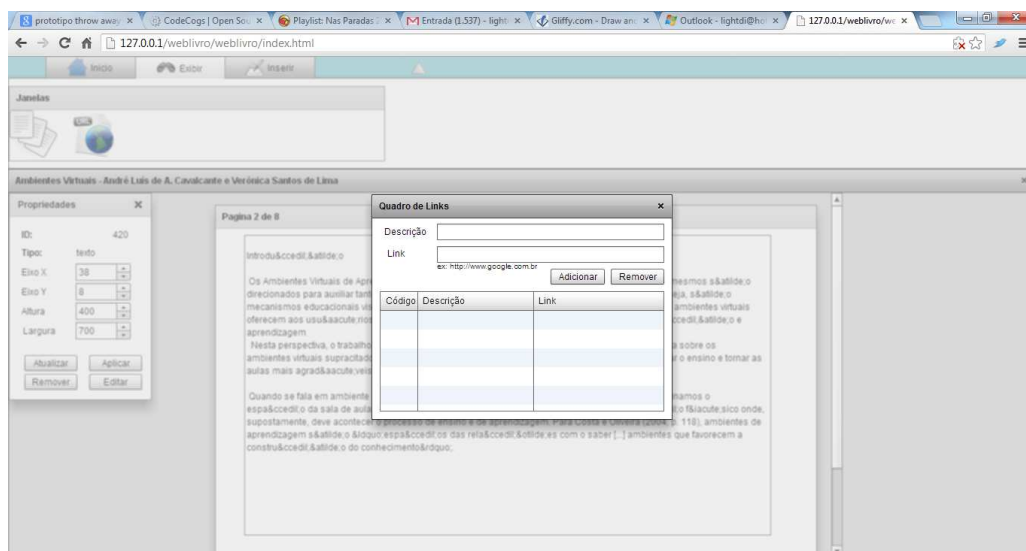 prototipo throw away
CodeCogs | Open Sou
Playlist: Nas Paradas
Entrada (1.537) - light
Gliffy.com - Draw and
Outlook - lightdi@ho
127.0.0.1/weblivro/we
127.0.0.1/weblivro/weblivro/index.html
Inicio
Exibir
Inserir
Janelas
URL
Ambientes Virtuais - André Luis de A. Cavalcante e Verônica Santos de Lima
Propriedades
ID: 420
Tipo: texto
Eixo X 38
Eixo Y 8
Altura 400
Largura 700
Atualizar Aplicar
Remover Editar
Pagina 2 de 8
Introdu&ccedil;&atilde;o
Os Ambientes Virtuais de Apre mesmos s&atilde;o
direcionados para auxiliar tant eja, s&atilde;o
mecanismos educacionais vis ambientes virtuais
oferecem aos usu&aacute;rios ccedil;&atilde;o e
aprendizagem
Nesta perspectiva, o trabalho a sobre os
ambientes virtuais supracitado r o ensino e tornar as
aulas mais agrad&aacute;veis
Quando se fala em ambiente namos o
espa&ccedil;o da sala de aula l;o f&iacute;sico onde,
supostamente, deve acontecer o processo de ensino e de aprendizagem. Para Costa e Oliveira (2004, p. 118), ambientes de
aprendizagem s&atilde;o &ldquo;espa&ccedil;os das rela&ccedil;&otilde;es com o saber [...] ambientes que favorecem a
constru&ccedil;&atilde;o do conhecimento&rdquo;.
Quadro de Links
Descrição
Link
ex: http://www.google.com.br
Adicionar Remover
Código Descrição Link